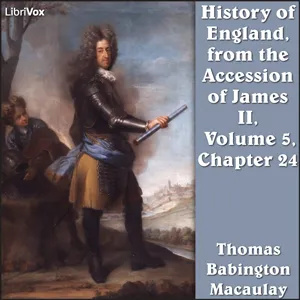 LibriVox
History of
England,
from the
Accession
of James
II,
Volume 5,
Chapter 24
Thomas
Babington
Macaulay